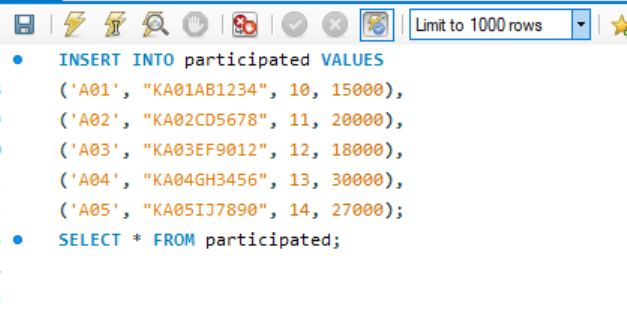 Limit to 1000 rows
INSERT INTO participated VALUES
('A01', "KA01AB1234", 10, 15000),
('A02', "KA02CD5678", 11, 20000),
('A03', "KA03EF9012", 12, 18000),
('A04', "KA04GH3456", 13, 30000),
('A05', "KA05IJ7890", 14, 27000);
SELECT * FROM participated;